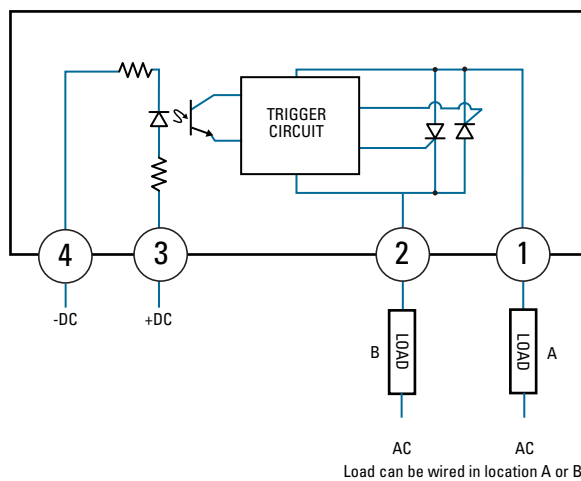 TRIGGER
CIRCUIT
4
3
2
1
-DC
+DC
B
LOAD
LOAD
A
AC
AC
Load can be wired in location A or B